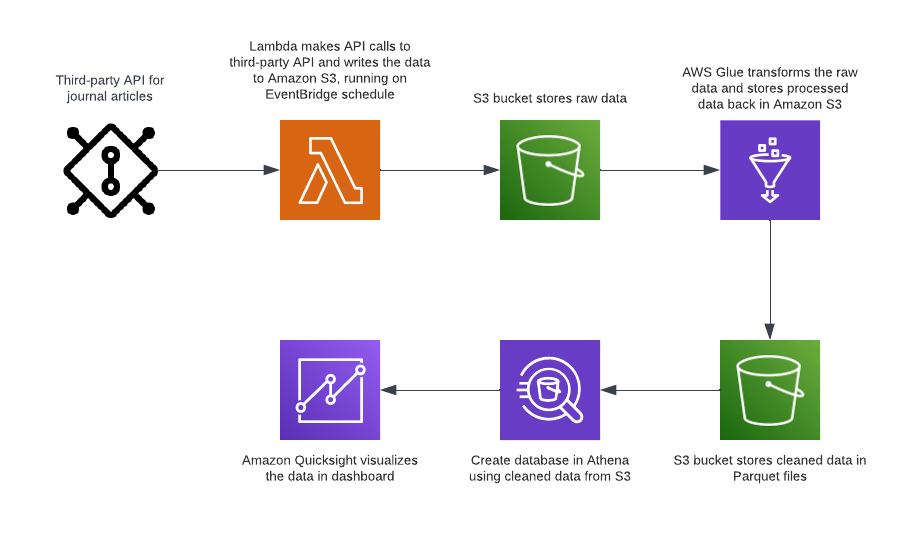 Third-party API for
journal articles
Lambda makes API calls to
third-party API and writes the data
to Amazon S3, running on
EventBridge schedule
S3 bucket stores raw data
AWS Glue transforms the raw
data and stores processed
data back in Amazon S3
Amazon Quicksight visualizes
the data in dashboard
Create database in Athena
using cleaned data from S3
S3 bucket stores cleaned data in
Parquet files